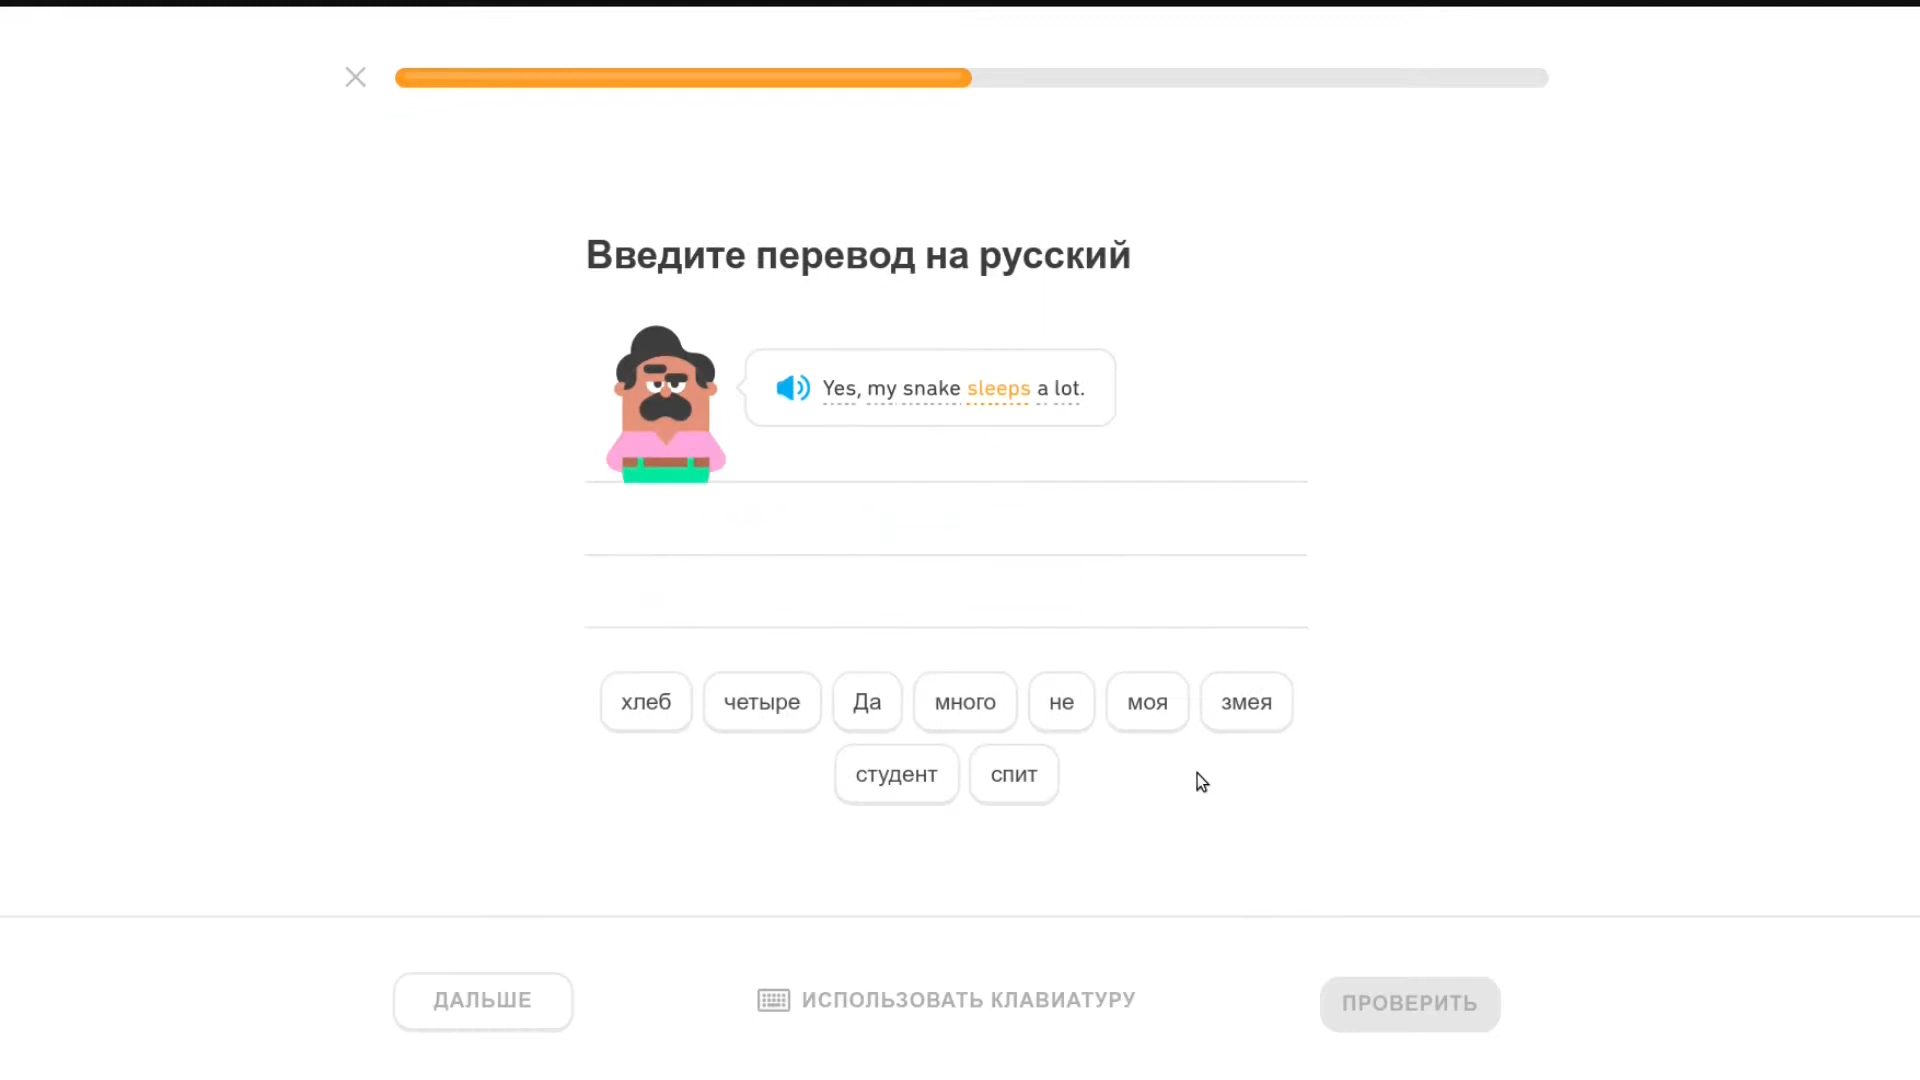 Введите перевод на русский
Yes, my snake sleeps a lot.
хлеб четыре Да много не моя змея
студент спит
ДАЛЬШЕ ИСПОЛЬЗОВАТЬ КЛАВИАТУРУ ПРОВЕРИТЬ